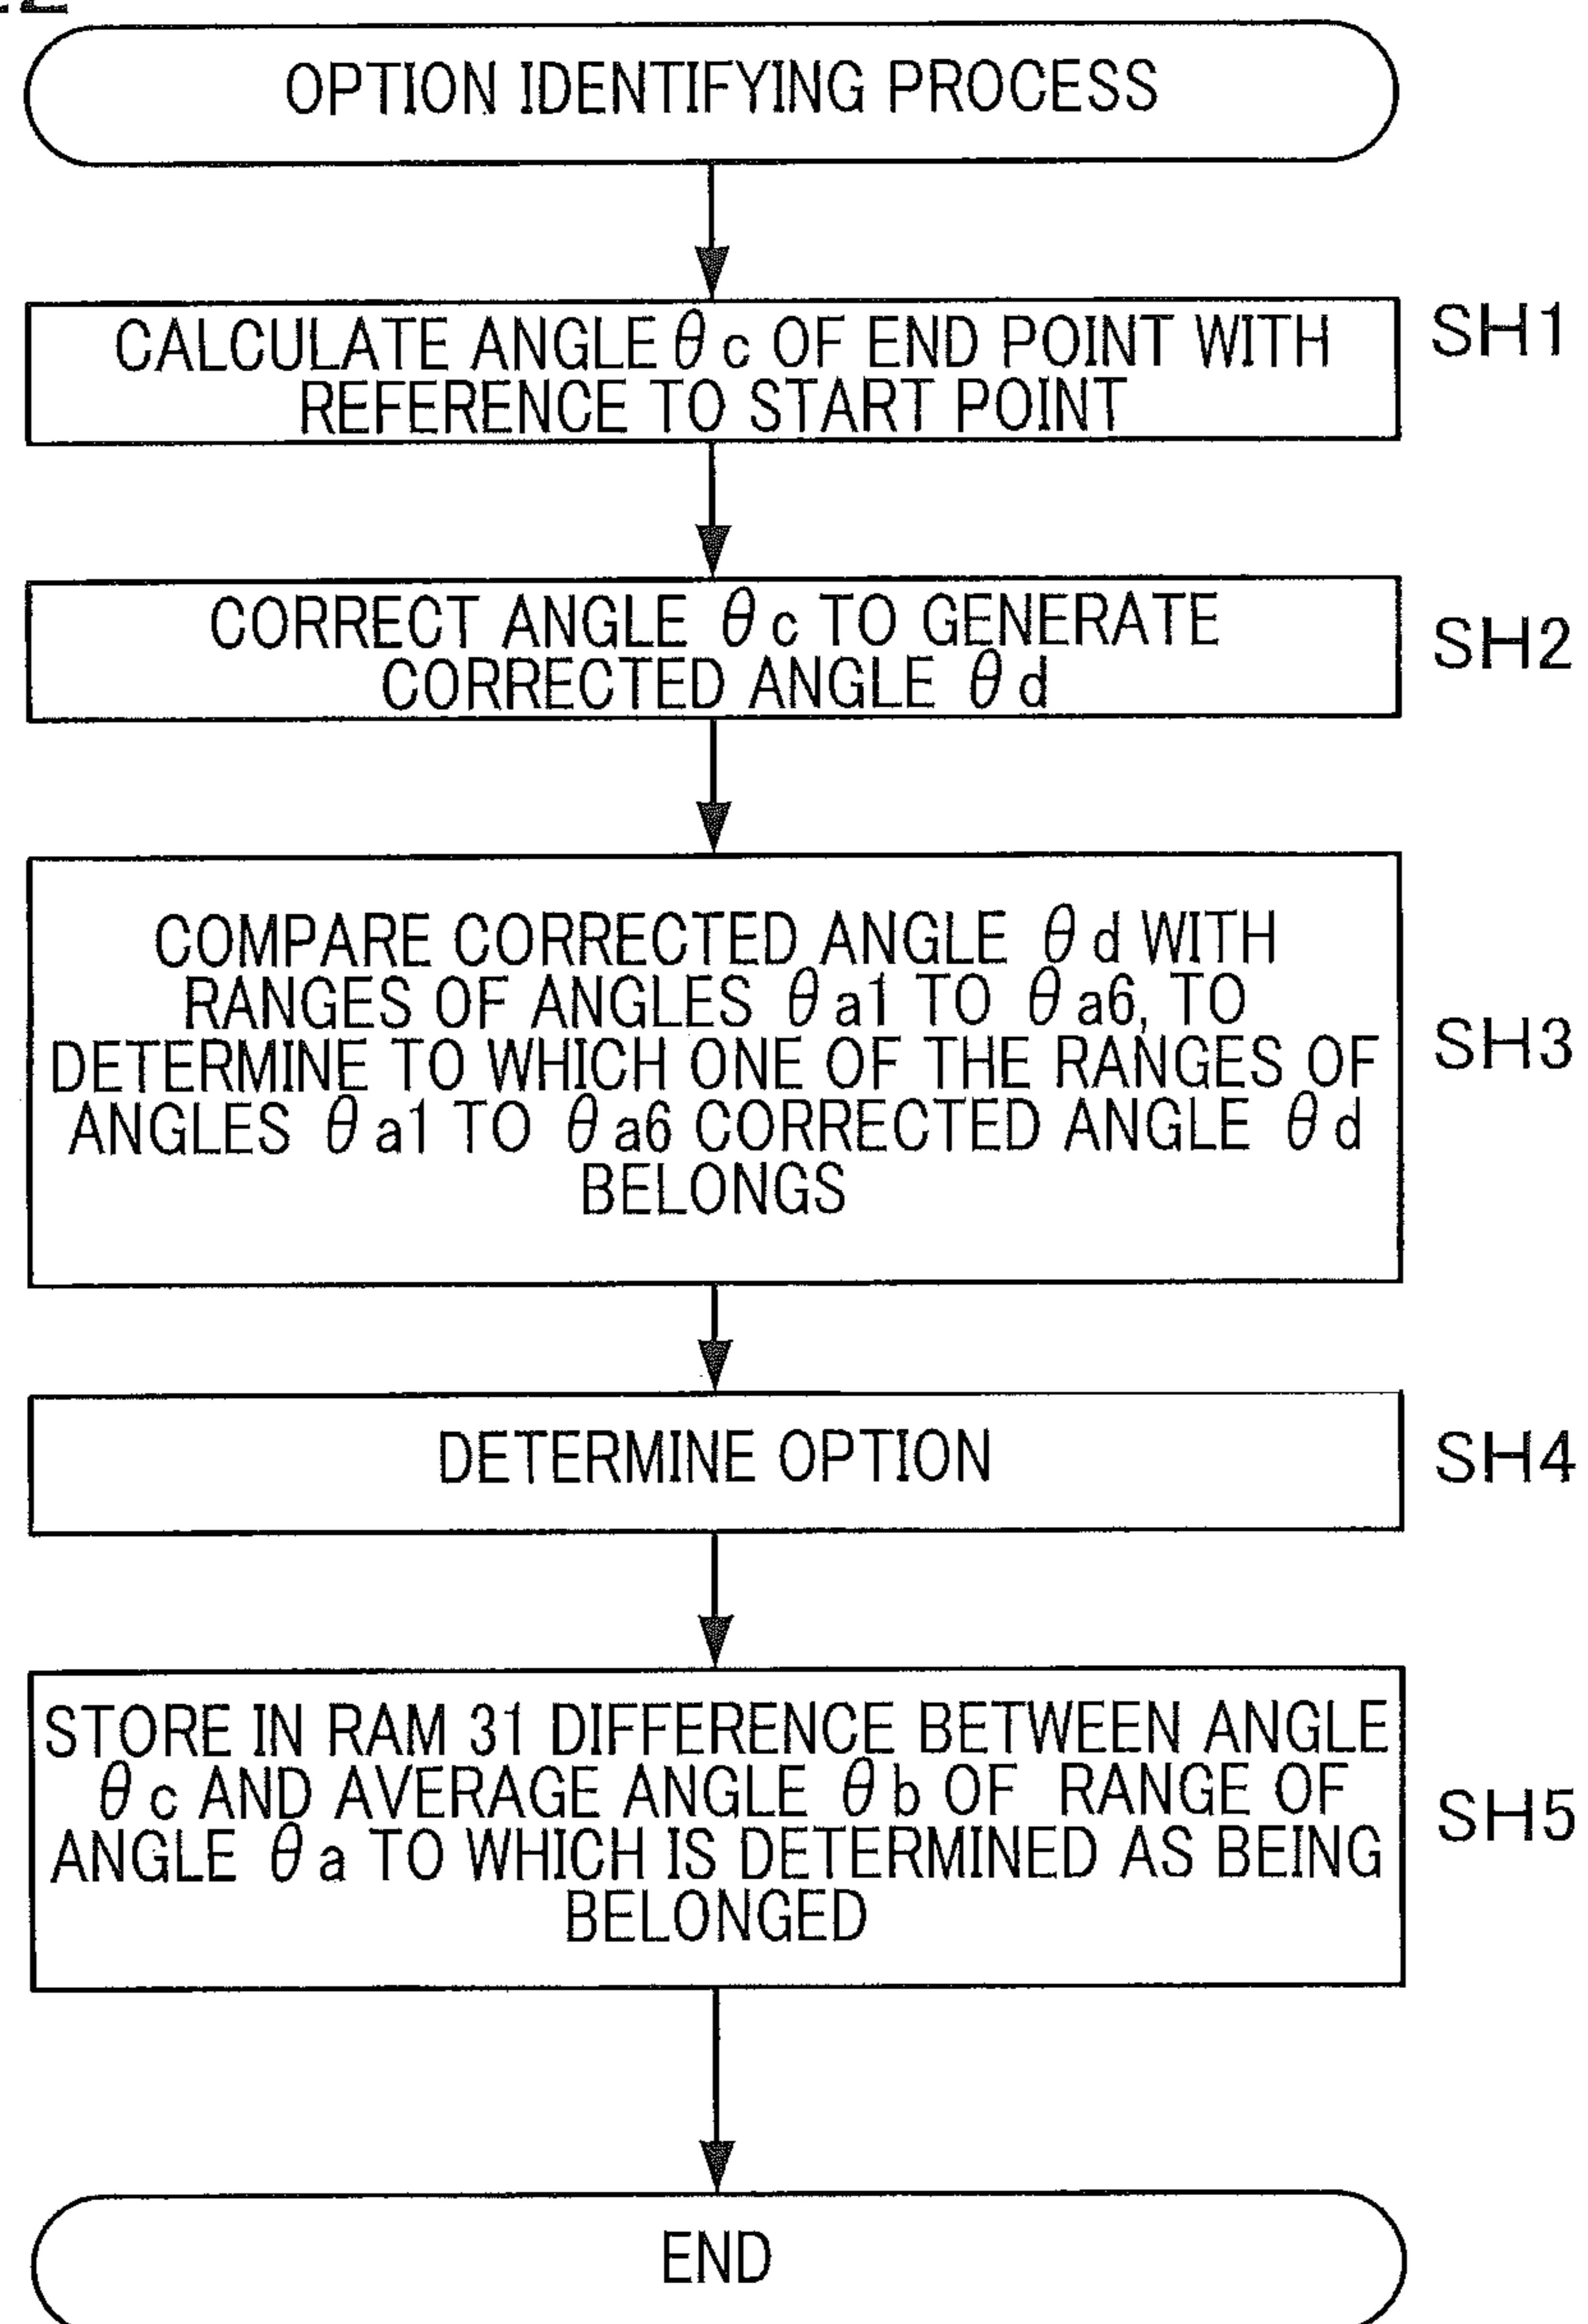 OPTION IDENTIFYING PROCESS
CALCULATE ANGLE θc OF END POINT WITH
REFERENCE TO START POINT
SH1
CORRECT ANGLE θc TO GENERATE
CORRECTED ANGLE θd
SH2
COMPARE CORRECTED ANGLE θd WITH
RANGES OF ANGLES θa1 TO θa6, TO
DETERMINE TO WHICH ONE OF THE RANGES OF
ANGLES θa1 TO θa6 CORRECTED ANGLE θd
BELONGS
SH3
DETERMINE OPTION
SH4
STORE IN RAM 31 DIFFERENCE BETWEEN ANGLE
θc AND AVERAGE ANGLE θb OF RANGE OF
ANGLE θa TO WHICH IS DETERMINED AS BEING
BELONGED
SH5
END